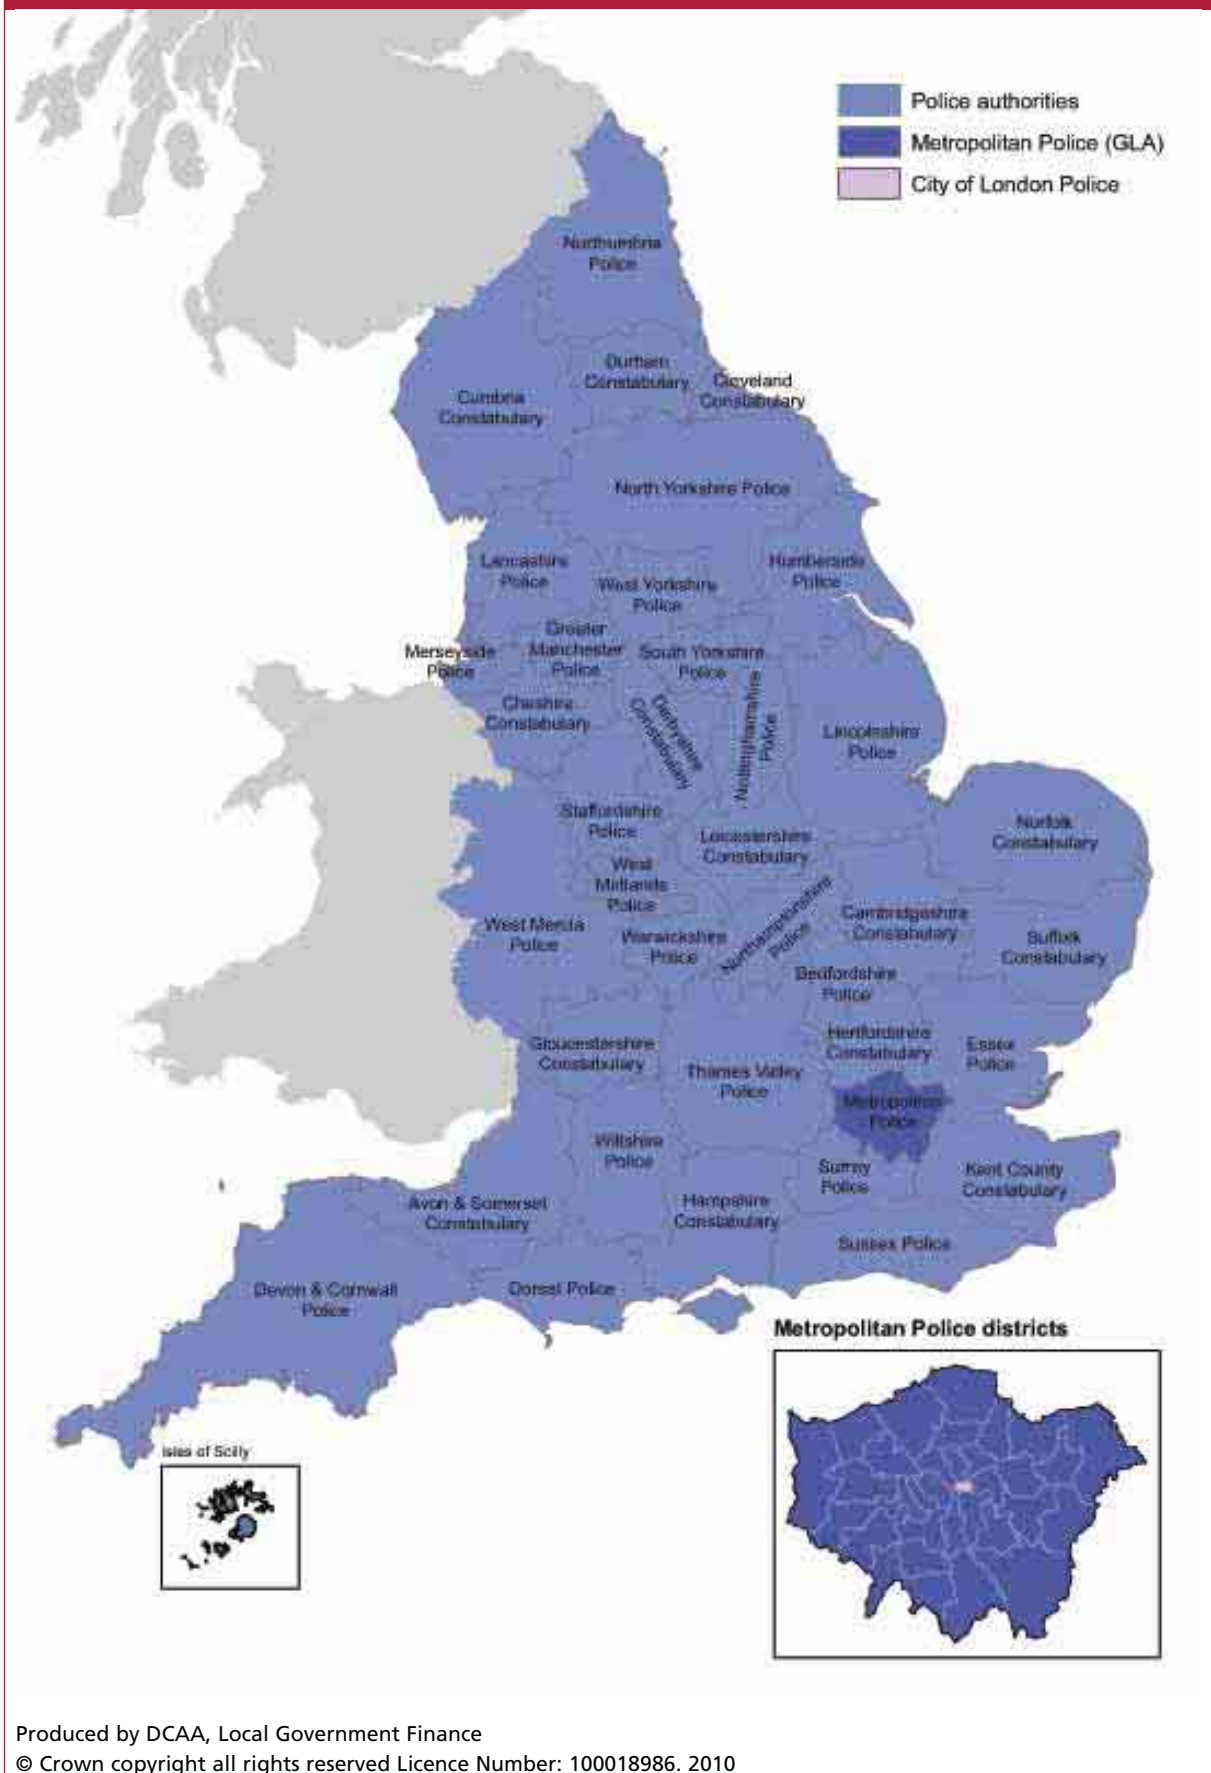 Police authorities
Metropolitan Police (GLA)
City of London Police
Northumbria
Police
Durham
Constabulary
Cleveland
Constabulary
Cumbria
Constabulary
North Yorkshire Police
Lancashire
Police
West Yorkshire
Police
Humberside
Police
Merseyside
Police
Greater
Manchester
Police
South Yorkshire
Police
Cheshire
Constabulary
Derbyshire
Constabulary
Nottinghamshire
Police
Lincolnshire
Police
Staffordshire
Police
Leicestershire
Constabulary
Norfolk
Constabulary
West
Midlands
Police
West Mercia
Police
Warwickshire
Police
Northamptonshire
Police
Cambridgeshire
Constabulary
Suffolk
Constabulary
Bedfordshire
Police
Gloucestershire
Constabulary
Thames Valley
Police
Hertfordshire
Constabulary
Essex
Police
Metropolitan
Police
Wiltshire
Police
Surrey
Police
Kent County
Constabulary
Avon & Somerset
Constabulary
Hampshire
Constabulary
Sussex Police
Devon & Cornwall
Police
Dorset Police
Metropolitan Police districts
Isles of Scilly
Produced by DCAA, Local Government Finance
© Crown copyright all rights reserved Licence Number: 100018986. 2010